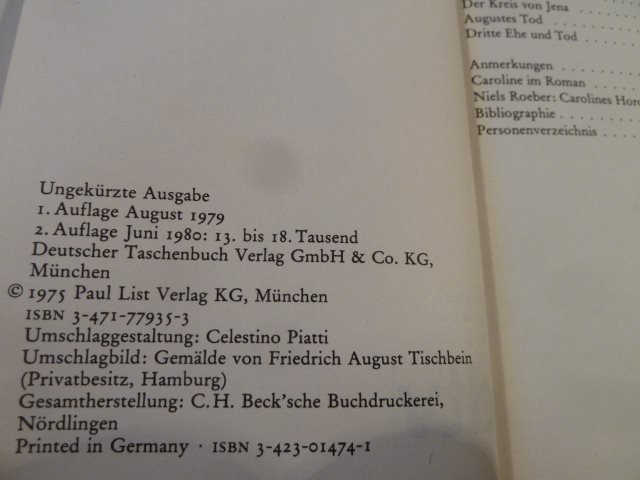 Ungekürzte Ausgabe
1. Auflage August 1979
2. Auflage Juni 1980: 13. bis 18. Tausend
Deutscher Taschenbuch Verlag GmbH & Co. KG,
München
© 1975 Paul List Verlag KG, München
ISBN 3-471-77935-3
Umschlaggestaltung: Celestino Piatti
Umschlagbild: Gemälde von Friedrich August Tischbein
(Privatbesitz, Hamburg)
Gesamtherstellung: C. H. Beck'sche Buchdruckerei,
Nördlingen
Printed in Germany · ISBN 3-423-01474-1
Der Kreis von Jena . . . . . . .
Augustes Tod . . . . . . . . .
Dritte Ehe und Tod . . . . . .
Anmerkungen . . . . . . . .
Caroline im Roman . . . . . .
Niels Roeber: Carolines
Bibliographie . . . . . . . .
Personenverzeichnis . . . .